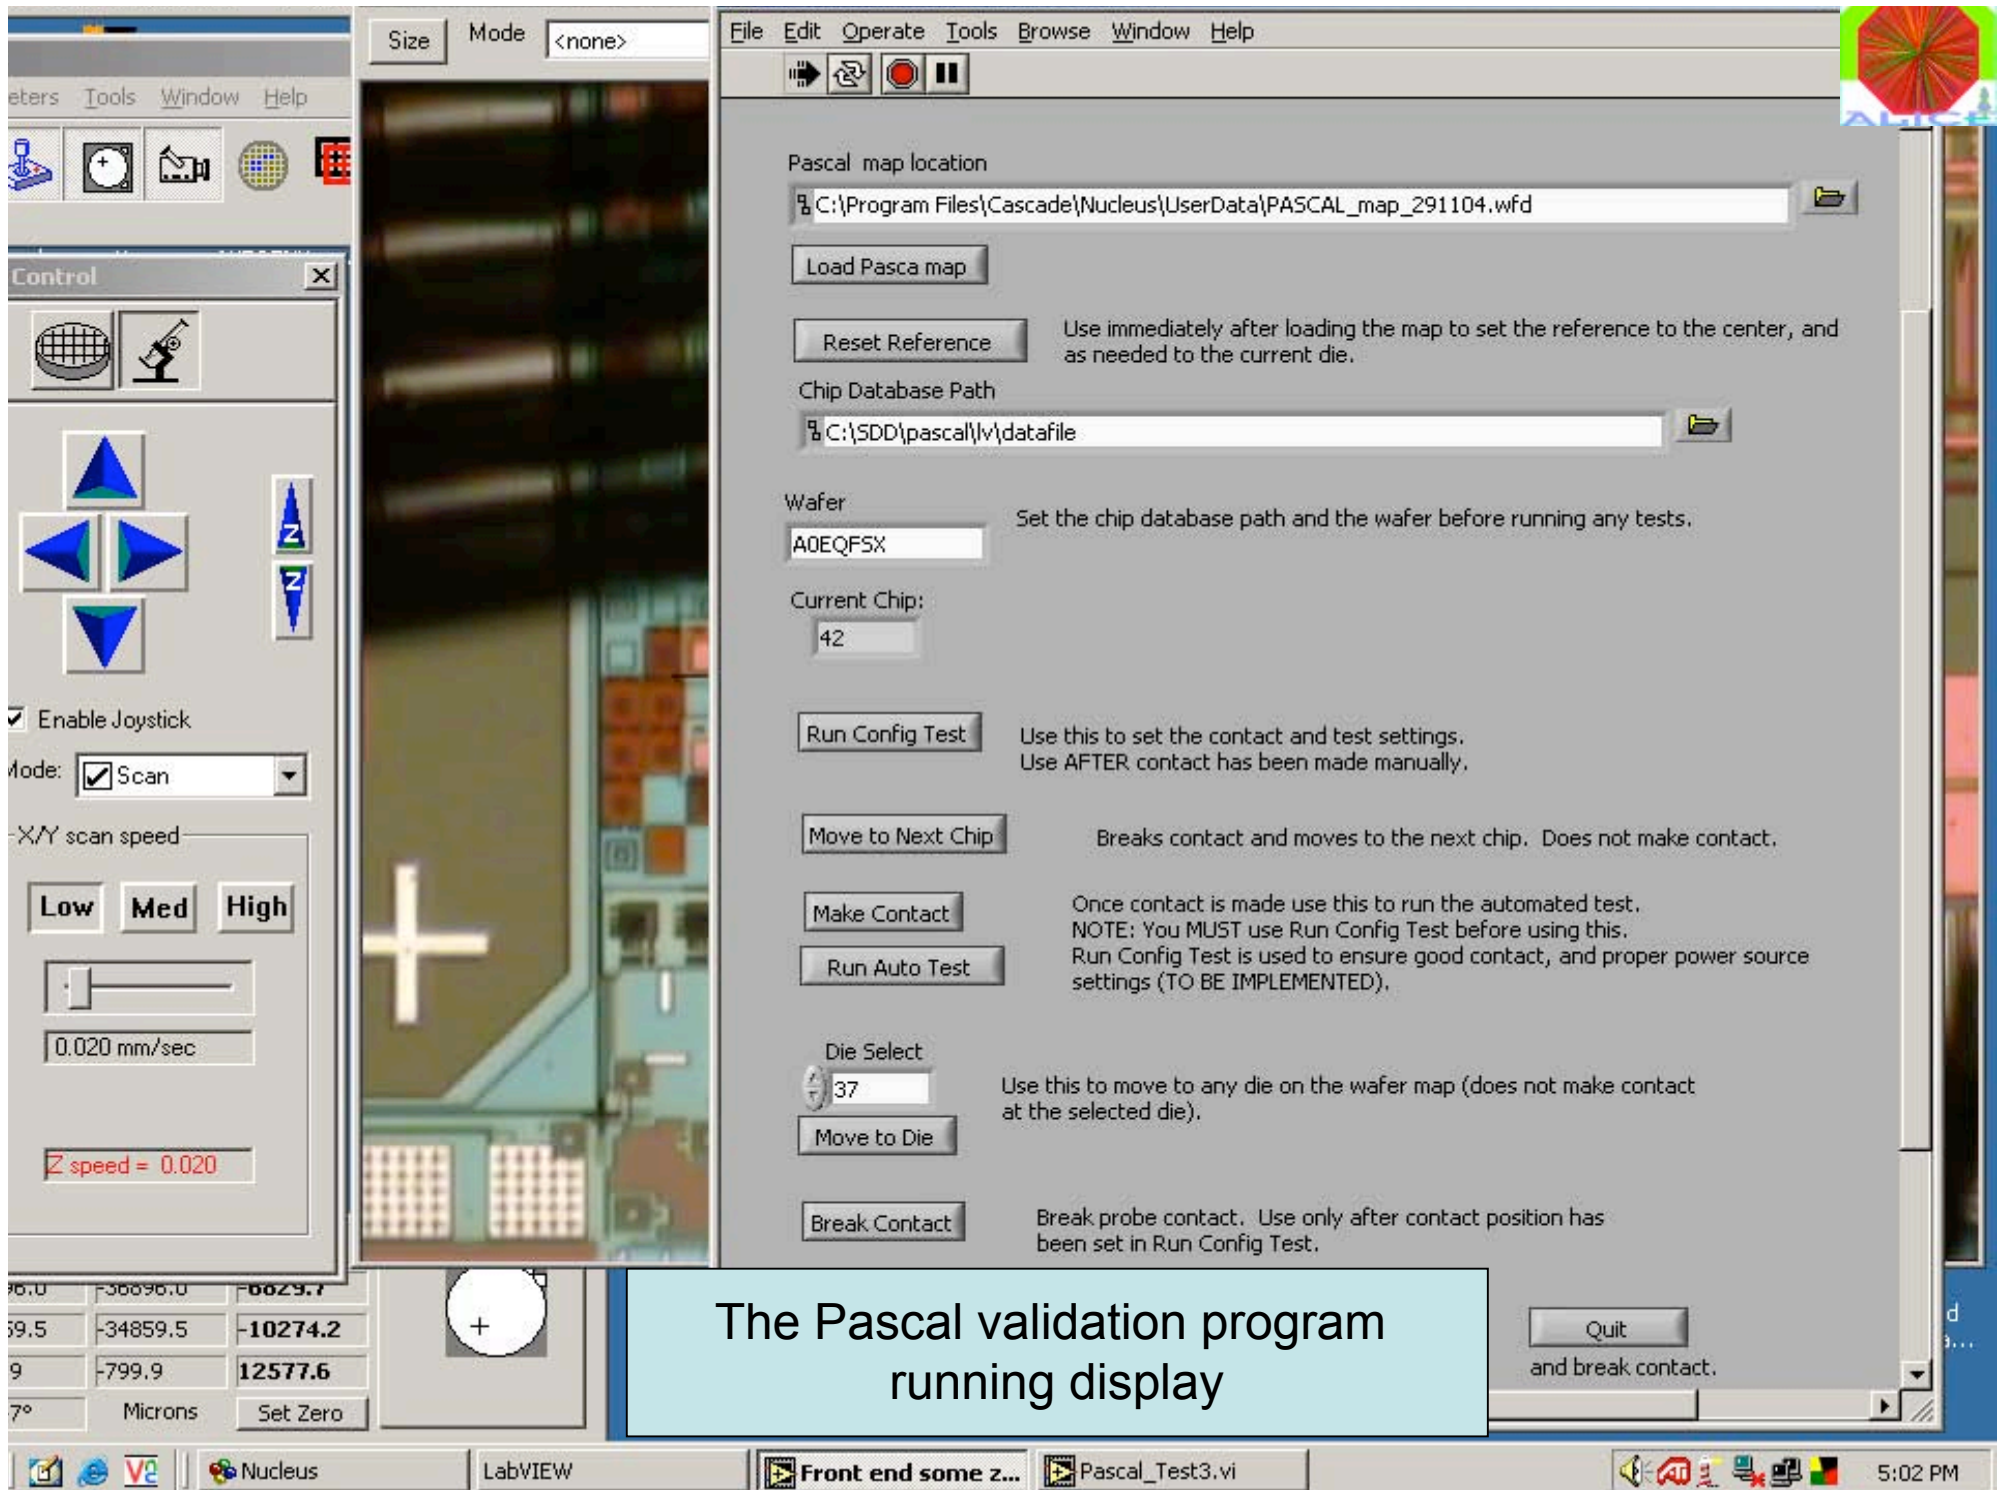 Size Mode <none>
File Edit Operate Tools Browse Window Help
ALICE
eters Tools Window Help
Pascal map location
C:\Program Files\Cascade\Nucleus\UserData\PASCAL_map_291104.wfd
Load Pasca map
Control
Reset Reference
Use immediately after loading the map to set the reference to the center, and
as needed to the current die.
Chip Database Path
C:\SDD\pascal\lv\datafile
Z
Z
Wafer
A0EQFSX
Set the chip database path and the wafer before running any tests.
Current Chip:
42
Enable Joystick
Mode: Scan
X/Y scan speed
Low Med High
0.020 mm/sec
Z speed = 0.020
Run Config Test
Use this to set the contact and test settings.
Use AFTER contact has been made manually.
Move to Next Chip
Breaks contact and moves to the next chip. Does not make contact.
Make Contact
Run Auto Test
Once contact is made use this to run the automated test.
NOTE: You MUST use Run Config Test before using this.
Run Config Test is used to ensure good contact, and proper power source
settings (TO BE IMPLEMENTED).
Die Select
37
Move to Die
Use this to move to any die on the wafer map (does not make contact
at the selected die).
Break Contact
Break probe contact. Use only after contact position has
been set in Run Config Test.
96.0 -36896.0 -6829.7
59.5 -34859.5 -10274.2
9 -799.9 12577.6
7° Microns Set Zero
The Pascal validation program
running display
Quit
and break contact.
d
a...
Nucleus LabVIEW Front end some z... Pascal_Test3.vi 5:02 PM